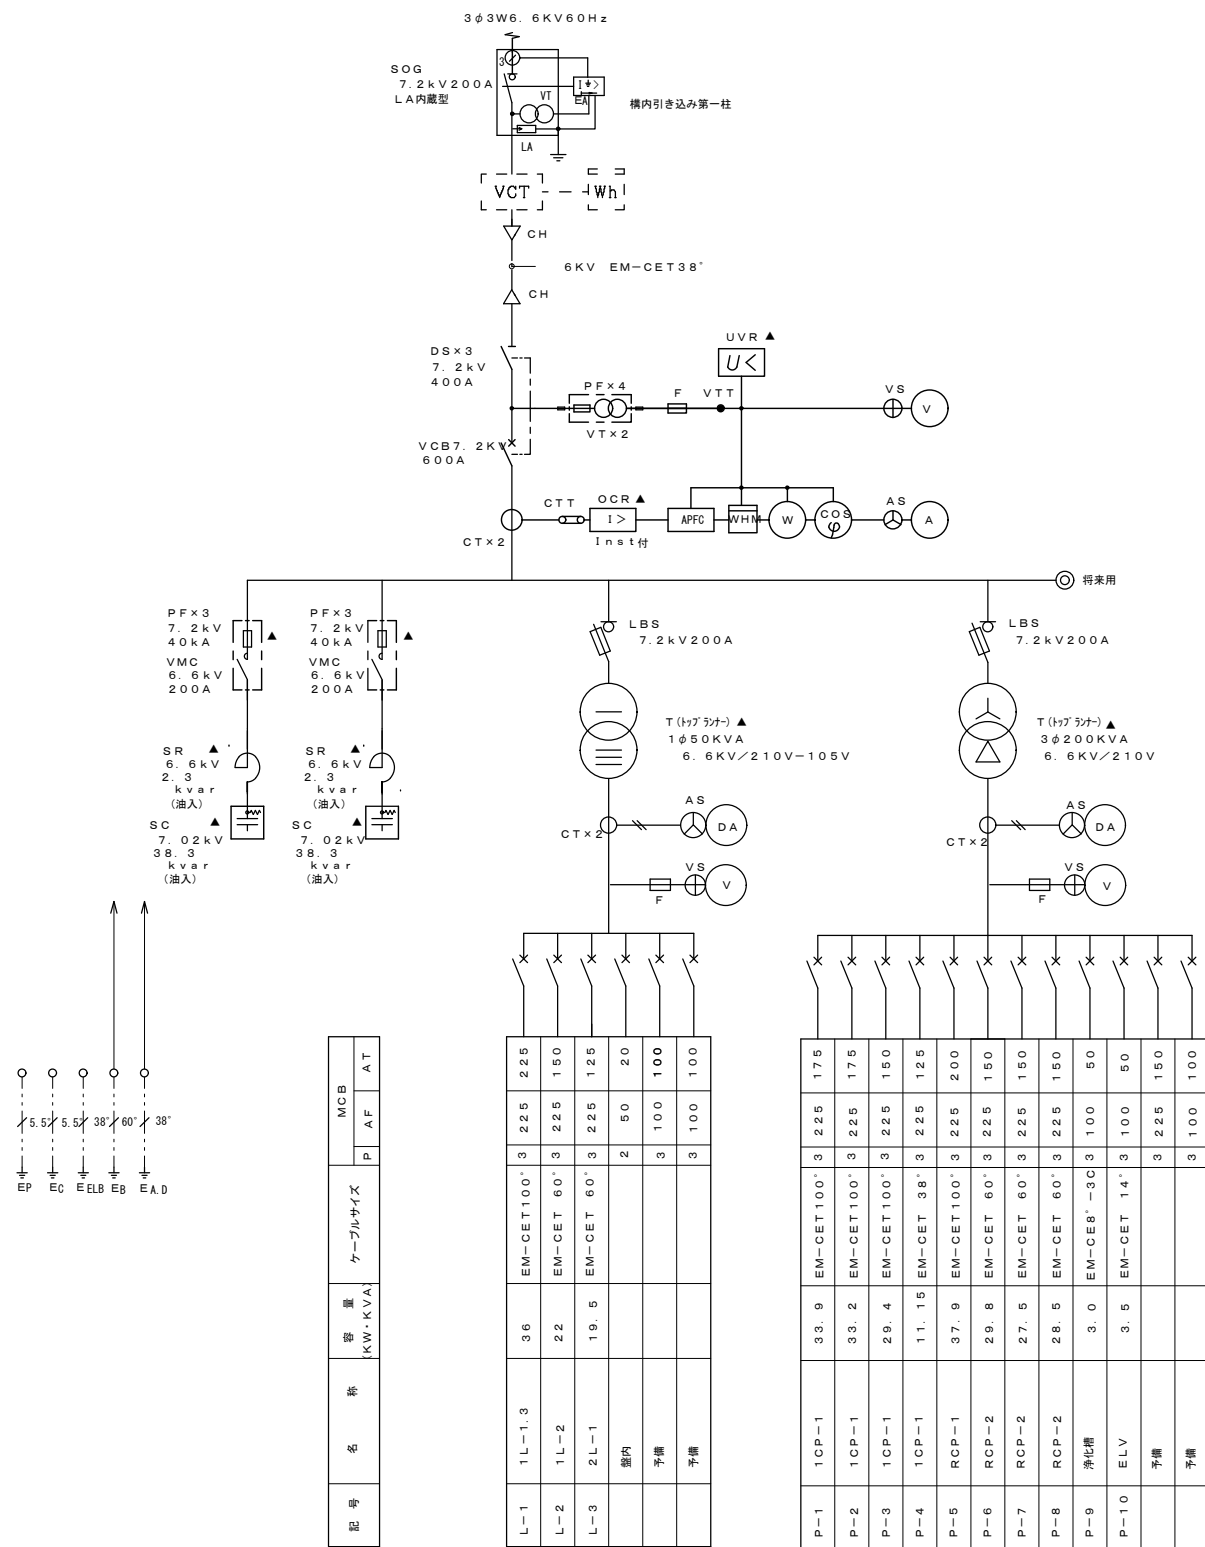 3φ3W6.6KV60Hz
SOG
7.2kV200A
LA内蔵型
3
I⏚>
VT
EA
LA
構内引き込み第一柱
VCT
Wh
CH
6KV EM-CET38°
CH
DS×3
7.2kV
400A
UVR▲
U<
PF×4
F
VTT
VS
V
VT×2
VCB7.2KV
600A
CTT
OCR▲
I>
Inst付
APFC
WHM
W
COS
φ
AS
A
CT×2
将来用
PF×3
7.2kV
40kA
▲
VMC
6.6kV
200A
PF×3
7.2kV
40kA
▲
VMC
6.6kV
200A
LBS
7.2kV200A
LBS
7.2kV200A
T(トップランナー)▲
1φ50KVA
6.6KV/210V-105V
T(トップランナー)▲
3φ200KVA
6.6KV/210V
SR ▲
6.6kV
2.3
kvar
(油入)
SC ▲
7.02kV
38.3
kvar
(油入)
SR ▲
6.6kV
2.3
kvar
(油入)
SC ▲
7.02kV
38.3
kvar
(油入)
CT×2
AS
DA
VS
F
V
CT×2
AS
DA
VS
F
V
5.5°
5.5°
38°
60°
38°
EP
EC
EELB
EB
EA.D
記号
名称
容量
(KW・KVA)
ケーブルサイズ
MCB
P
AF
AT
L-1 1L-1.3 36 EM-CET100° 3 225 225
L-2 1L-2 22 EM-CET 60° 3 225 150
L-3 2L-1 19.5 EM-CET 60° 3 225 125
盤内 2 50 20
予備 3 100 100
予備 3 100 100
P-1 1CP-1 33.9 EM-CET100° 3 225 175
P-2 1CP-1 33.2 EM-CET100° 3 225 175
P-3 1CP-1 29.4 EM-CET100° 3 225 150
P-4 1CP-1 11.15 EM-CET 38° 3 225 125
P-5 RCP-1 37.9 EM-CET100° 3 225 200
P-6 RCP-2 29.8 EM-CET 60° 3 225 150
P-7 RCP-2 27.5 EM-CET 60° 3 225 150
P-8 RCP-2 28.5 EM-CET 60° 3 225 150
P-9 浄化槽 3.0 EM-CE8°-3C 3 100 50
P-10 ELV 3.5 EM-CET 14° 3 100 50
予備 3 225 150
予備 3 100 100